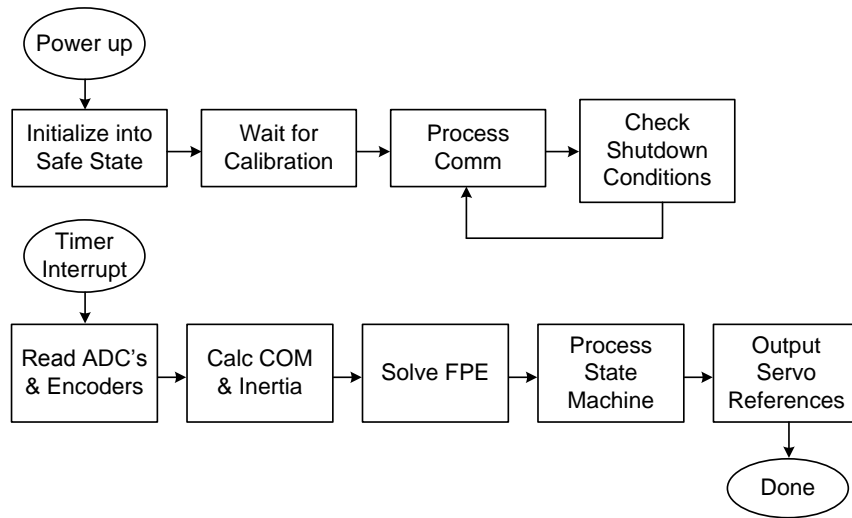 Power up
Initialize into
Safe State
Wait for
Calibration
Process
Comm
Check
Shutdown
Conditions
Timer
Interrupt
Read ADC's
& Encoders
Calc COM
& Inertia
Solve FPE
Process
State
Machine
Output
Servo
References
Done